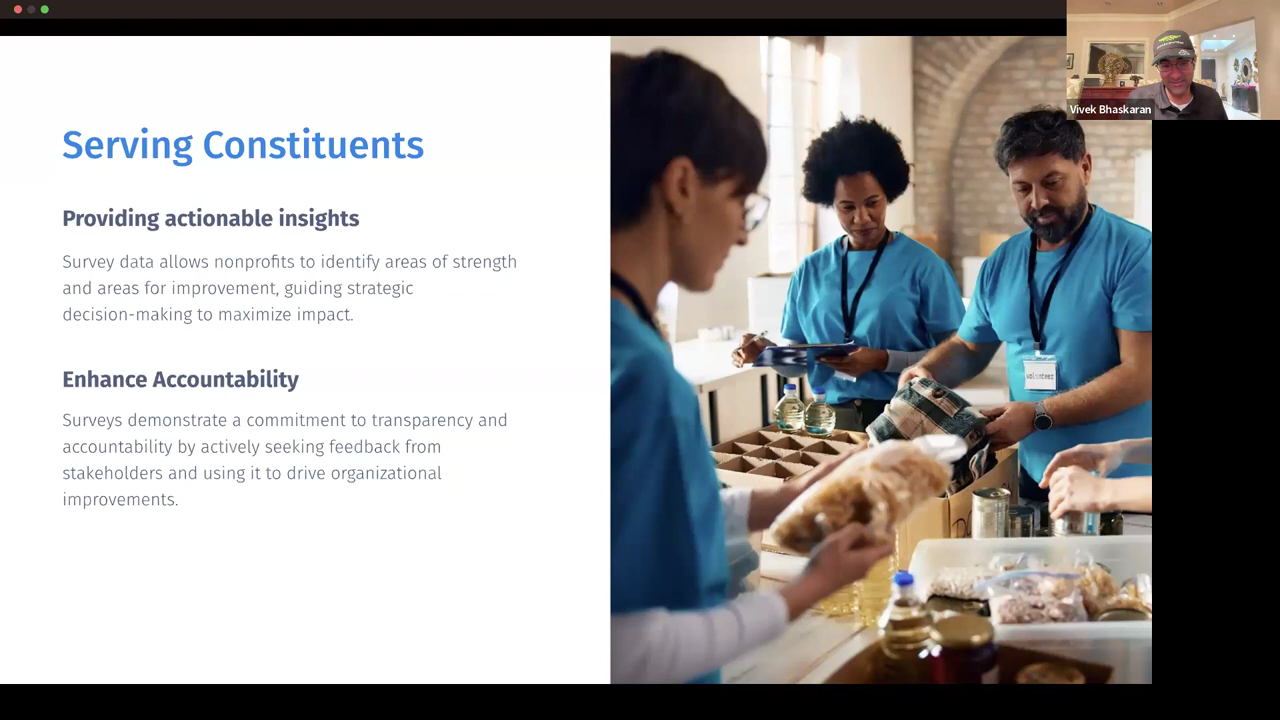 Serving Constituents
Providing actionable insights
Survey data allows nonprofits to identify areas of strength
and areas for improvement, guiding strategic
decision-making to maximize impact.
Enhance Accountability
Surveys demonstrate a commitment to transparency and
accountability by actively seeking feedback from
stakeholders and using it to drive organizational
improvements.
Vivek Bhaskaran
volunteer